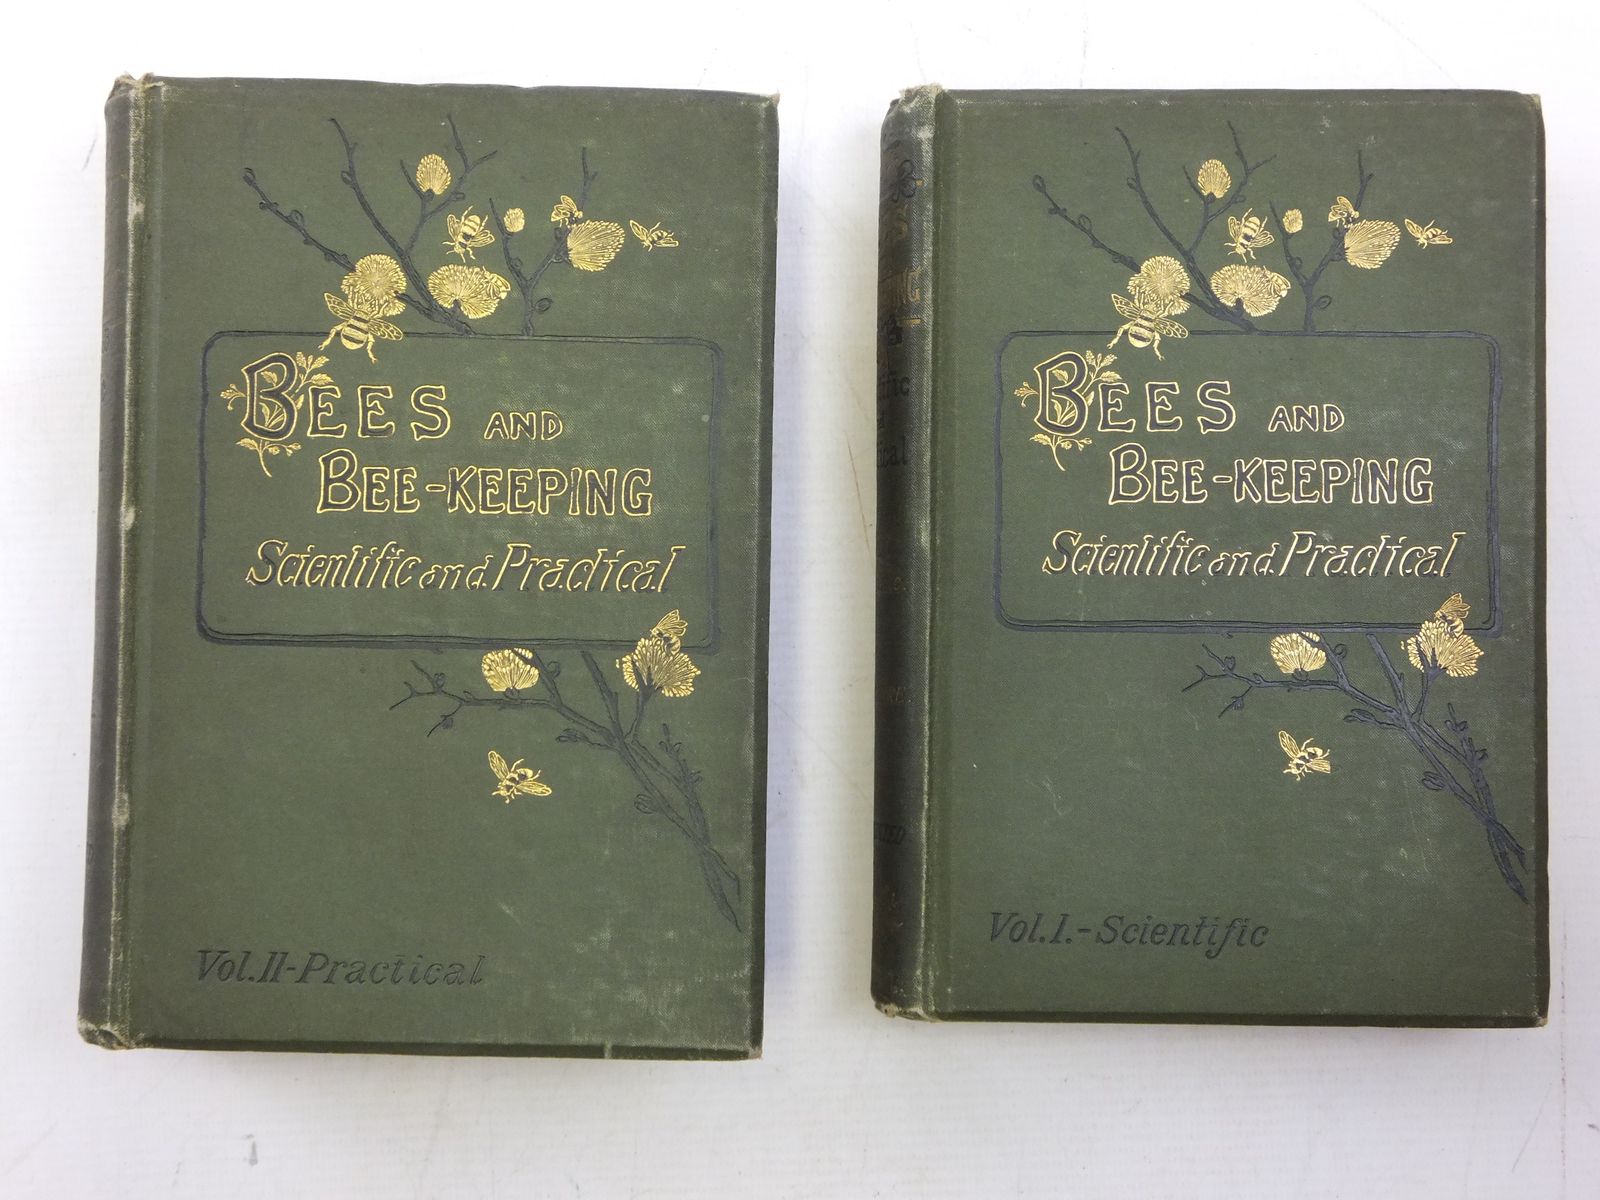 BEES AND
BEE-KEEPING
Scientific and Practical
Vol. II-Practical
BEES AND
BEE-KEEPING
Scientific and Practical
Vol. I.-Scientific